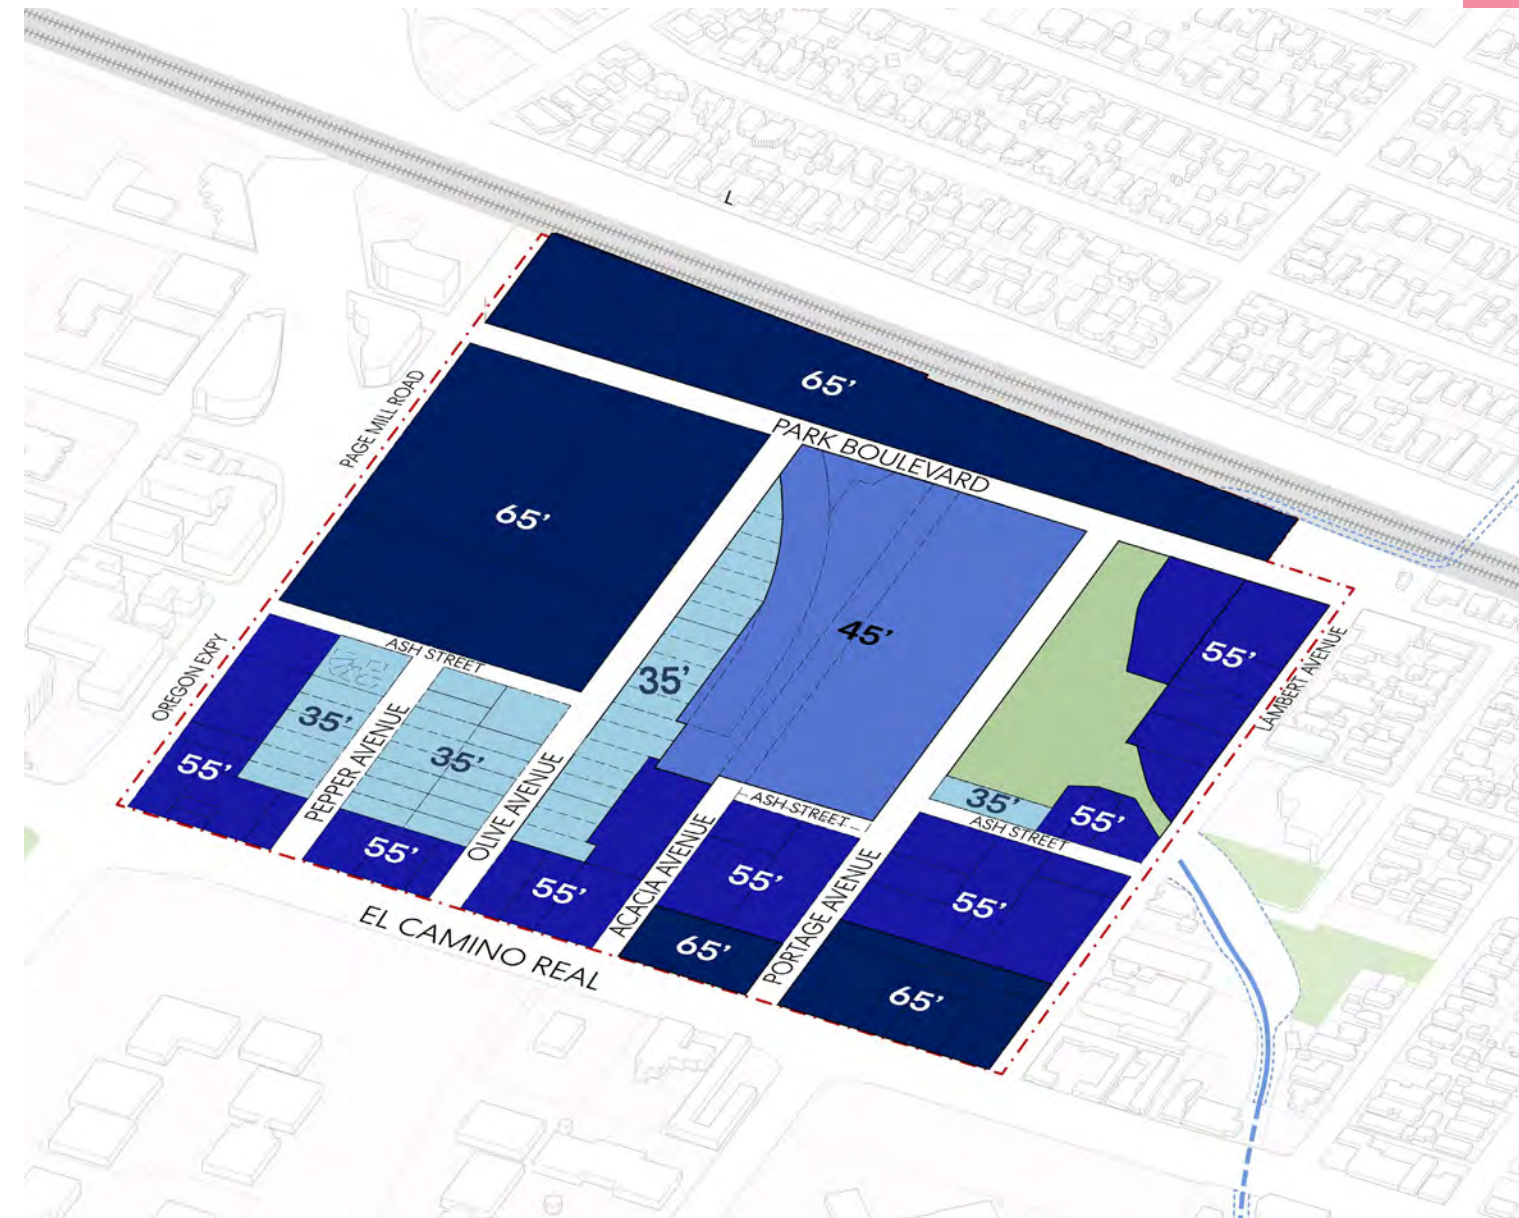 L
65'
PARK BOULEVARD
PAGE MILL ROAD
65'
45'
35'
55'
LAMBERT AVENUE
OREGON EXPY
ASH STREET
35'
PEPPER AVENUE
35'
OLIVE AVENUE
55'
55'
55'
ACACIA AVENUE
ASH STREET
55'
65'
PORTAGE AVENUE
35'
ASH STREET
55'
55'
65'
EL CAMINO REAL